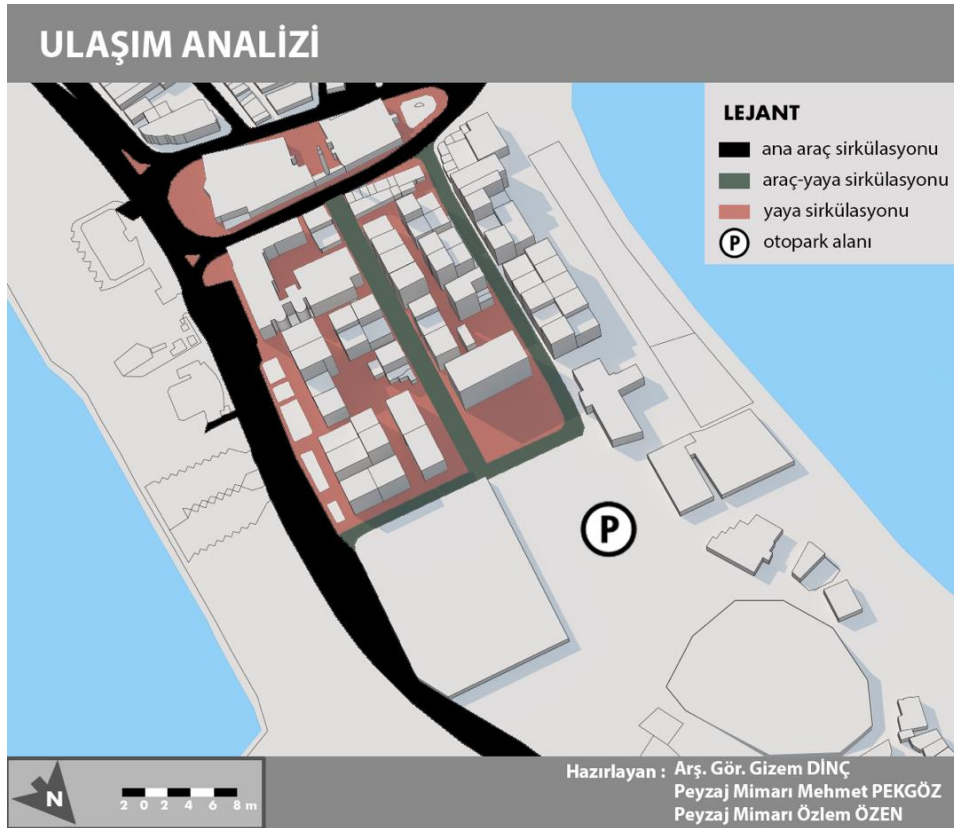 ULAŞIM ANALİZİ
LEJANT
ana araç sirkülasyonu
araç-yaya sirkülasyonu
yaya sirkülasyonu
P otopark alanı
P
N
2 0 2 4 6 8 m
Hazırlayan : Arş. Gör. Gizem DİNÇ
Peyzaj Mimarı Mehmet PEKGÖZ
Peyzaj Mimarı Özlem ÖZEN